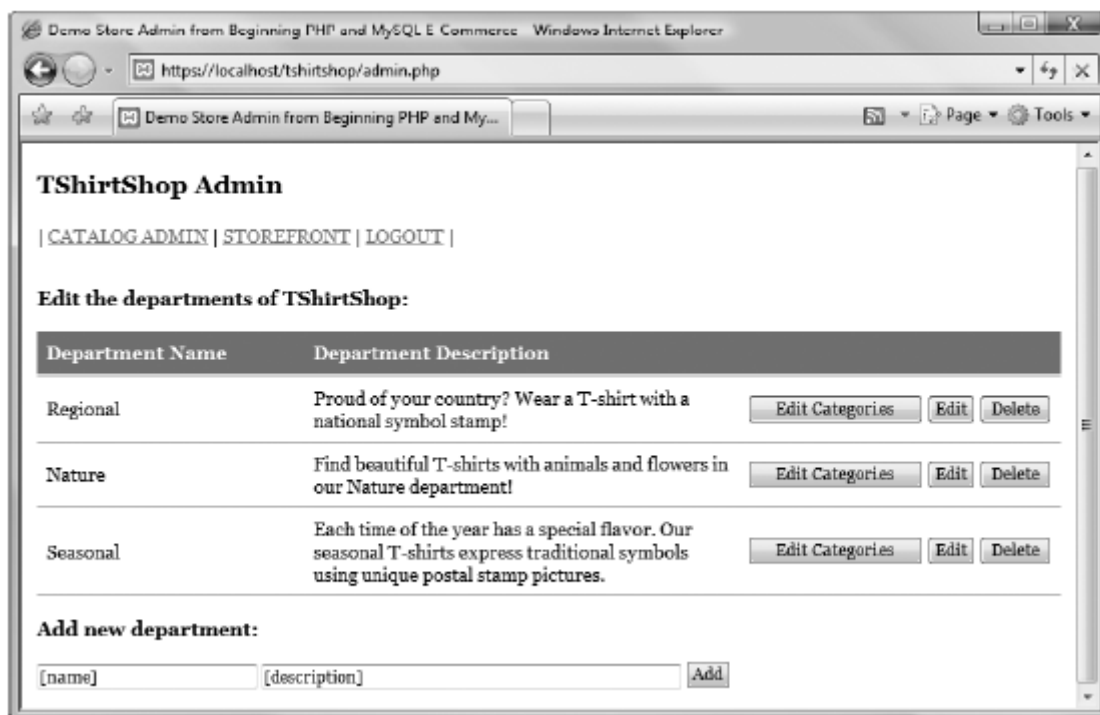 Demo Store Admin from Beginning PHP and MySQL E-Commerce - Windows Internet Explorer
https://localhost/tshirtshop/admin.php
Demo Store Admin from Beginning PHP and My...
Page
Tools
TShirtShop Admin
| CATALOG ADMIN | STOREFRONT | LOGOUT |
Edit the departments of TShirtShop:
Department Name Department Description
Regional
Proud of your country? Wear a T-shirt with a
national symbol stamp!
Edit Categories Edit Delete
Nature
Find beautiful T-shirts with animals and flowers in
our Nature department!
Edit Categories Edit Delete
Seasonal
Each time of the year has a special flavor. Our
seasonal T-shirts express traditional symbols
using unique postal stamp pictures.
Edit Categories Edit Delete
Add new department:
[name] [description] Add